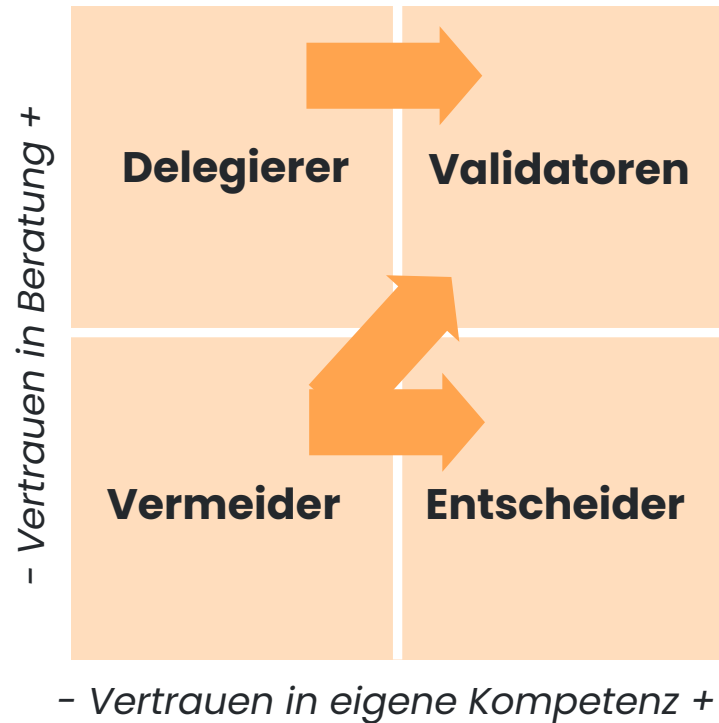 - Vertrauen in Beratung +
Delegierer
Validatoren
Vermeider
Entscheider
- Vertrauen in eigene Kompetenz +